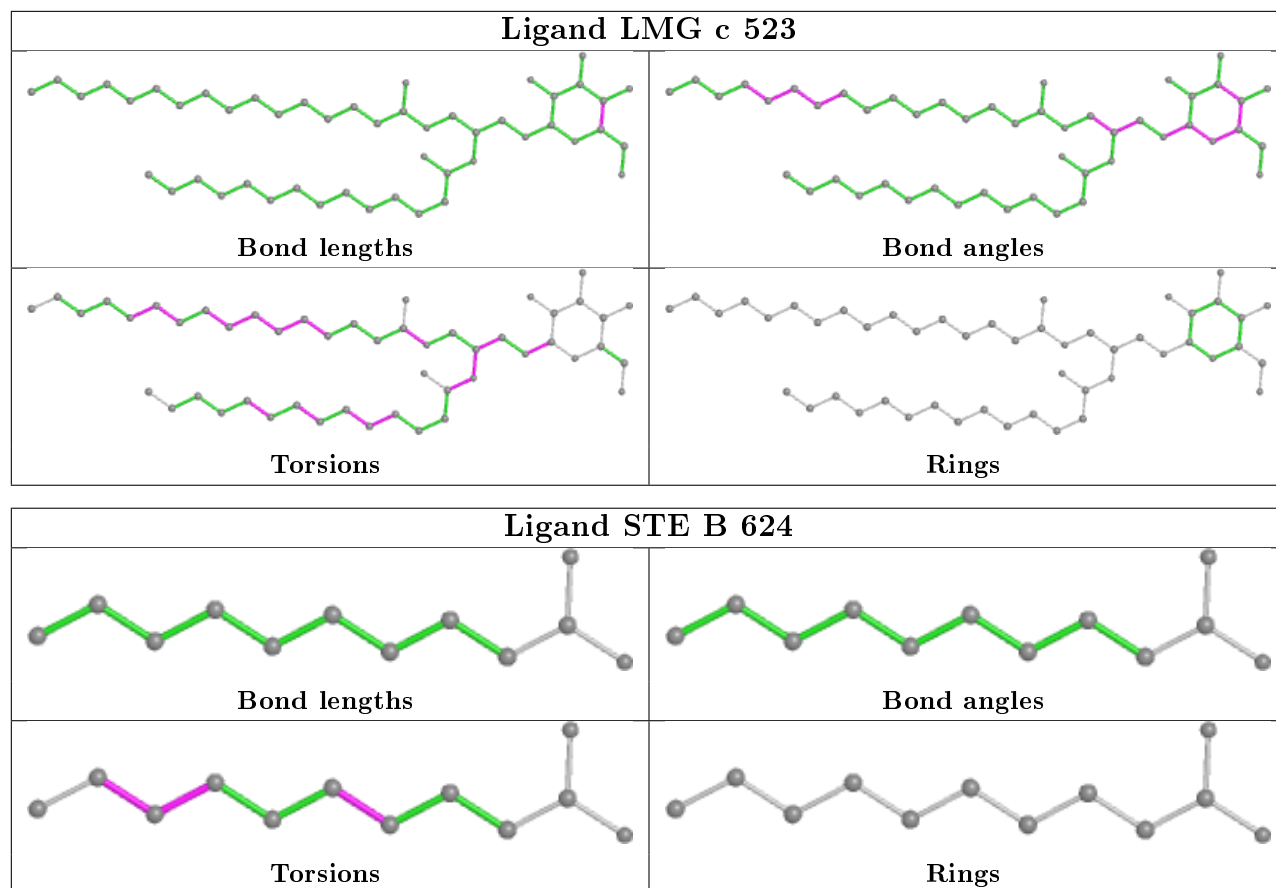 Ligand LMG c 523
Bond lengths
Bond angles
Torsions
Rings
Ligand STE B 624
Bond lengths
Bond angles
Torsions
Rings